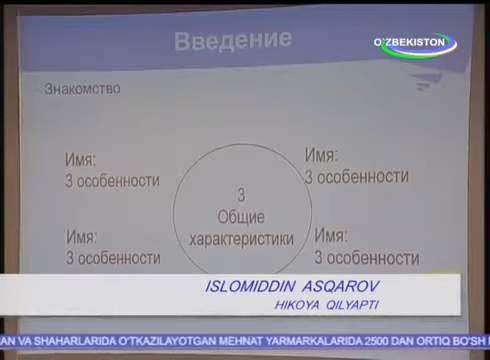 Введение
O'ZBEKISTON
Знакомство
Имя:
3 особенности
Имя:
3 особенности
3
Общие
характеристики
Имя:
3 особенности
Имя:
3 особенности
ISLOMIDDIN ASQAROV
HIKOYA QILYAPTI
VA SHAHARLARIDA O'TKAZILAYOTGAN MEHNAT YARMARKALARIDA 2500 DAN ORTIQ BO'SH